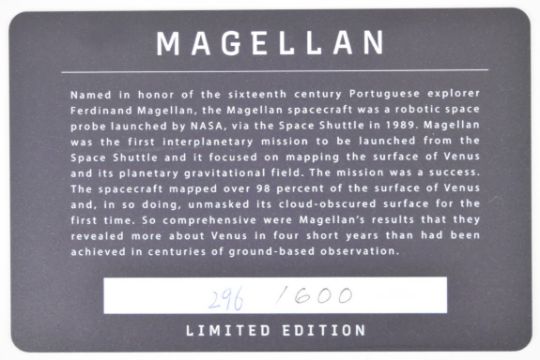 MAGELLAN
Named in honor of the sixteenth century Portuguese explorer
Ferdinand Magellan, the Magellan spacecraft was a robotic space
probe launched by NASA, via the Space Shuttle in 1989. Magellan
was the first interplanetary mission to be launched from the
Space Shuttle and it focused on mapping the surface of Venus
and its planetary gravitational field. The mission was a success.
The spacecraft mapped over 98 percent of the surface of Venus
and, in so doing, unmasked its cloud-obscured surface for the
first time. So comprehensive were Magellan's results that they
revealed more about Venus in four short years than had been
achieved in centuries of ground-based observation.
296 /600
LIMITED EDITION